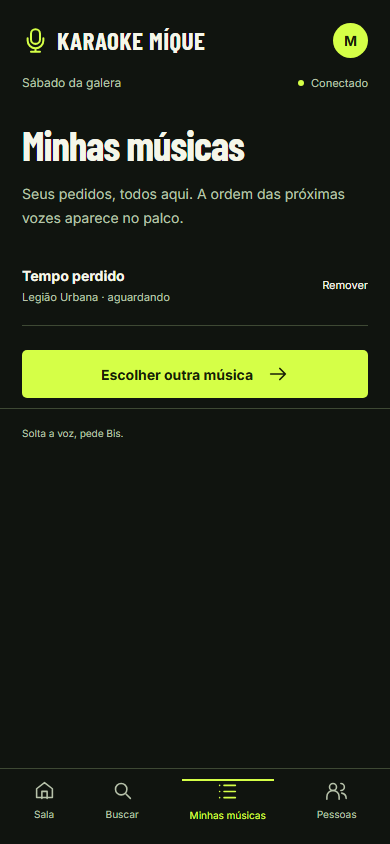 KARAOKE MÍQUE
M
Sábado da galera
Conectado
Minhas músicas
Seus pedidos, todos aqui. A ordem das próximas
vozes aparece no palco.
Tempo perdido
Legião Urbana · aguardando
Remover
Escolher outra música
Solta a voz, pede Bis.
Sala
Buscar
Minhas músicas
Pessoas